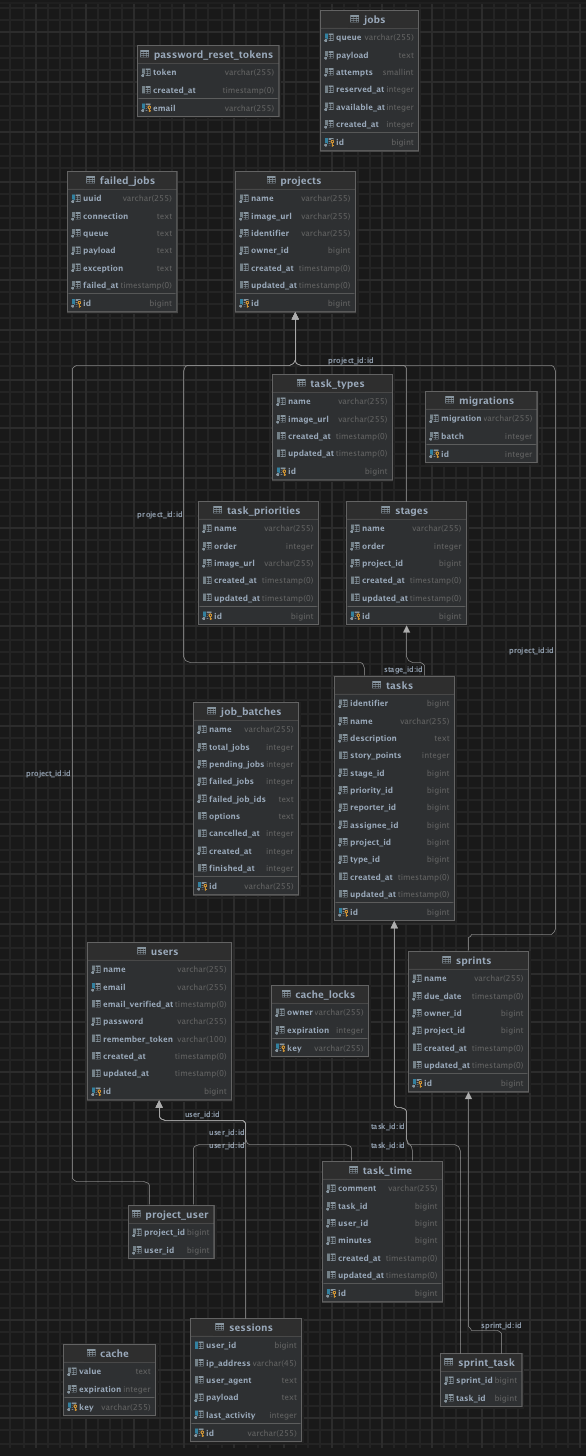 jobs
queue varchar(255)
payload text
attempts smallint
reserved_at integer
available_at integer
created_at integer
id bigint
password_reset_tokens
token varchar(255)
created_at timestamp(0)
email varchar(255)
failed_jobs
uuid varchar(255)
connection text
queue text
payload text
exception text
failed_at timestamp(0)
id bigint
projects
name varchar(255)
image_url varchar(255)
identifier varchar(255)
owner_id bigint
created_at timestamp(0)
updated_at timestamp(0)
id bigint
project_id:id
task_types
name varchar(255)
image_url varchar(255)
created_at timestamp(0)
updated_at timestamp(0)
id bigint
migrations
migration varchar(255)
batch integer
id integer
project_id:id
task_priorities
name varchar(255)
order integer
image_url varchar(255)
created_at timestamp(0)
updated_at timestamp(0)
id bigint
stages
name varchar(255)
order integer
project_id bigint
created_at timestamp(0)
updated_at timestamp(0)
id bigint
project_id:id
stage_id:id
tasks
identifier bigint
name varchar(255)
description text
story_points integer
stage_id bigint
priority_id bigint
reporter_id bigint
assignee_id bigint
project_id bigint
type_id bigint
created_at timestamp(0)
updated_at timestamp(0)
id bigint
job_batches
name varchar(255)
total_jobs integer
pending_jobs integer
failed_jobs integer
failed_job_ids text
options text
cancelled_at integer
created_at integer
finished_at integer
id varchar(255)
project_id:id
users
name varchar(255)
email varchar(255)
email_verified_at timestamp(0)
password varchar(255)
remember_token varchar(100)
created_at timestamp(0)
updated_at timestamp(0)
id bigint
cache_locks
owner varchar(255)
expiration integer
key varchar(255)
sprints
name varchar(255)
due_date timestamp(0)
owner_id bigint
project_id bigint
created_at timestamp(0)
updated_at timestamp(0)
id bigint
user_id:id
user_id:id
user_id:id
task_id:id
task_id:id
task_time
comment varchar(255)
task_id bigint
user_id bigint
minutes bigint
created_at timestamp(0)
updated_at timestamp(0)
id bigint
project_user
project_id bigint
user_id bigint
sessions
user_id bigint
ip_address varchar(45)
user_agent text
payload text
last_activity integer
id varchar(255)
sprint_id:id
cache
value text
expiration integer
key varchar(255)
sprint_task
sprint_id bigint
task_id bigint